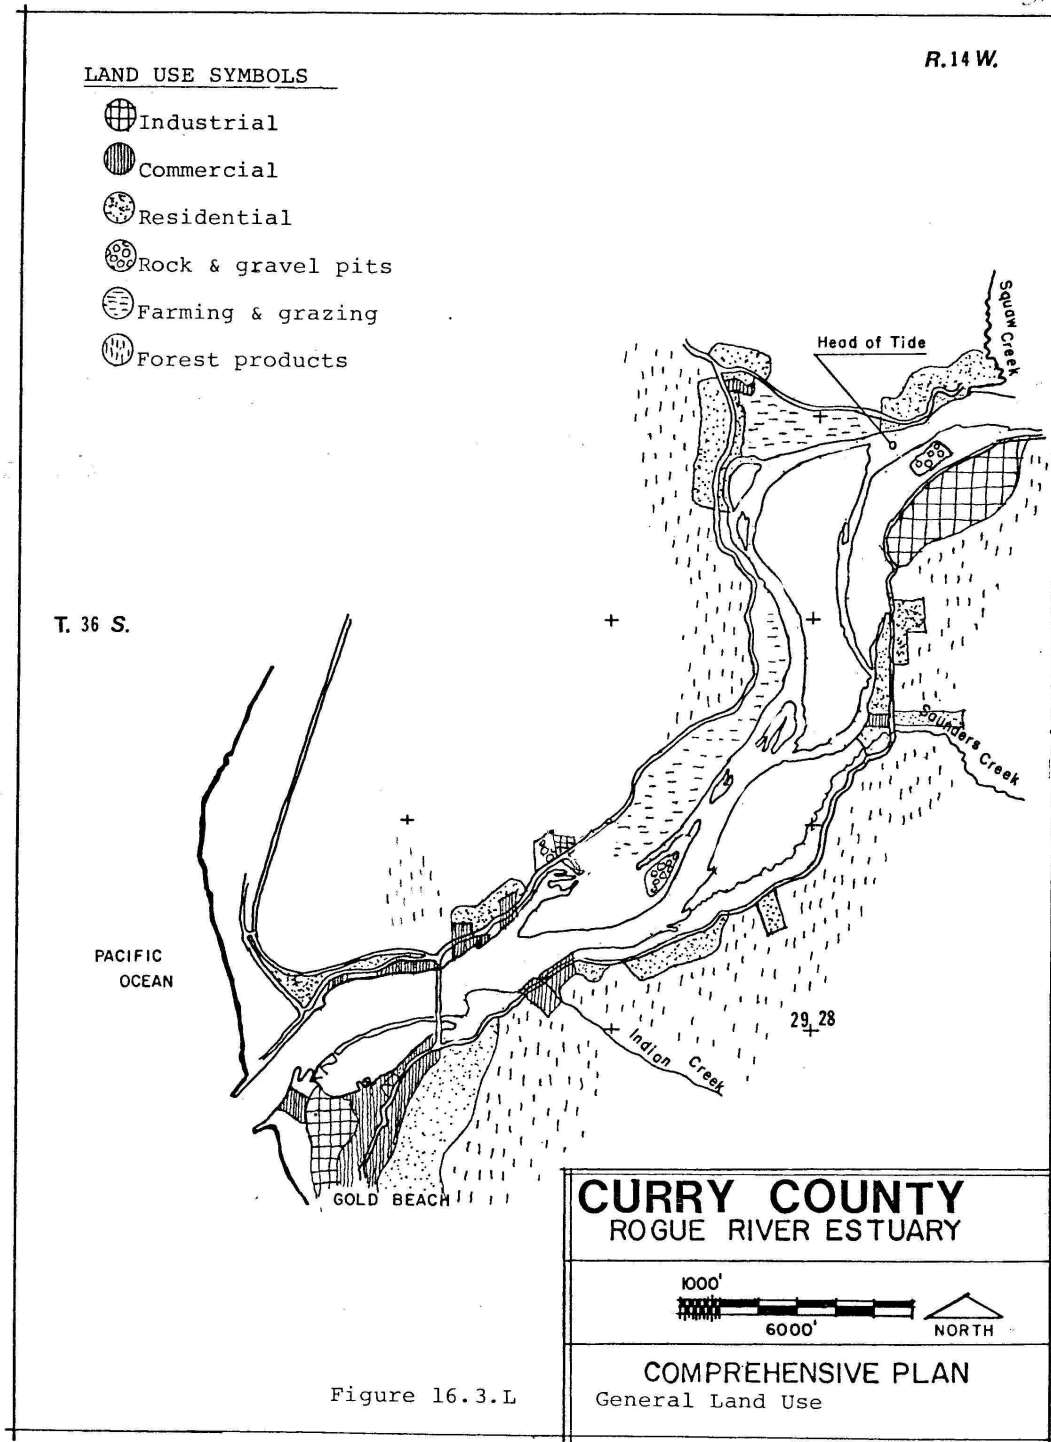 R.14 W.
LAND USE SYMBOLS
Industrial
Commercial
Residential
Rock & gravel pits
Farming & grazing
Forest products
Squaw Creek
Head of Tide
T. 36 S.
Saunders Creek
PACIFIC
OCEAN
29 28
Indian Creek
GOLD BEACH
CURRY COUNTY
ROGUE RIVER ESTUARY
1000'
6000'
NORTH
COMPREHENSIVE PLAN
General Land Use
Figure 16.3.L